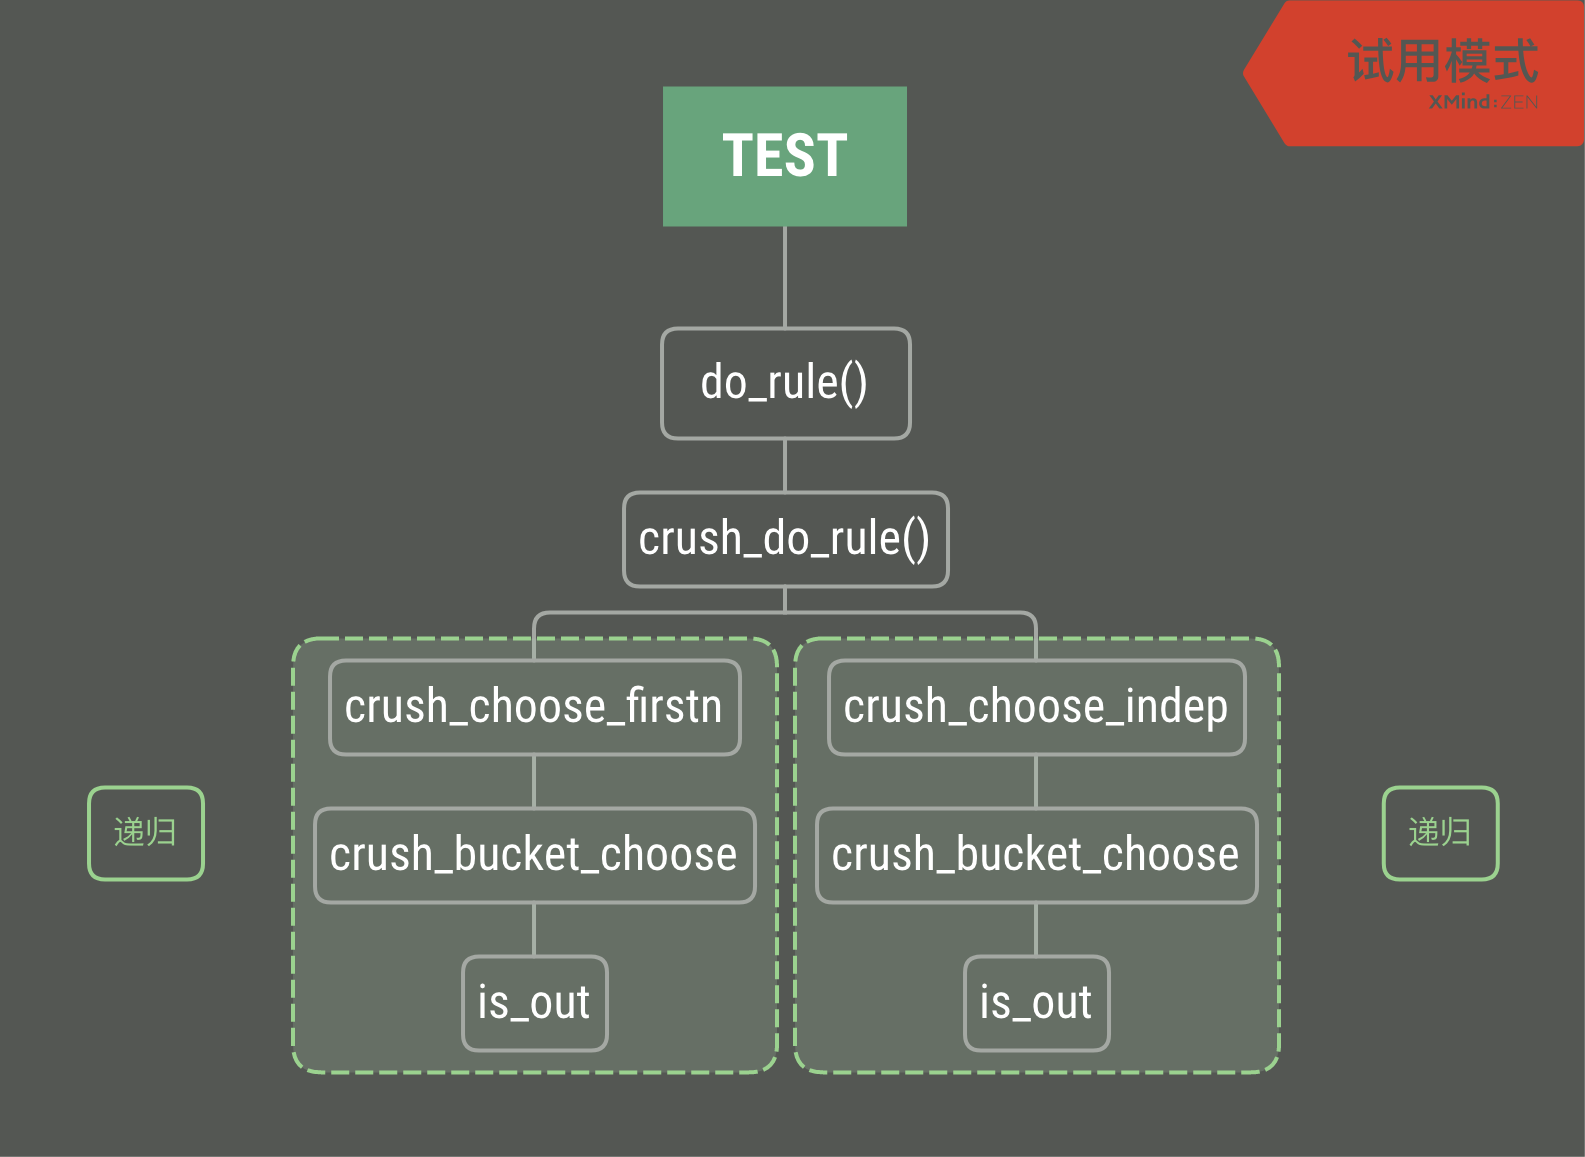 试用模式
XMind:ZEN
TEST
do_rule()
crush_do_rule()
crush_choose_firstn
crush_choose_indep
递归
crush_bucket_choose
crush_bucket_choose
递归
is_out
is_out